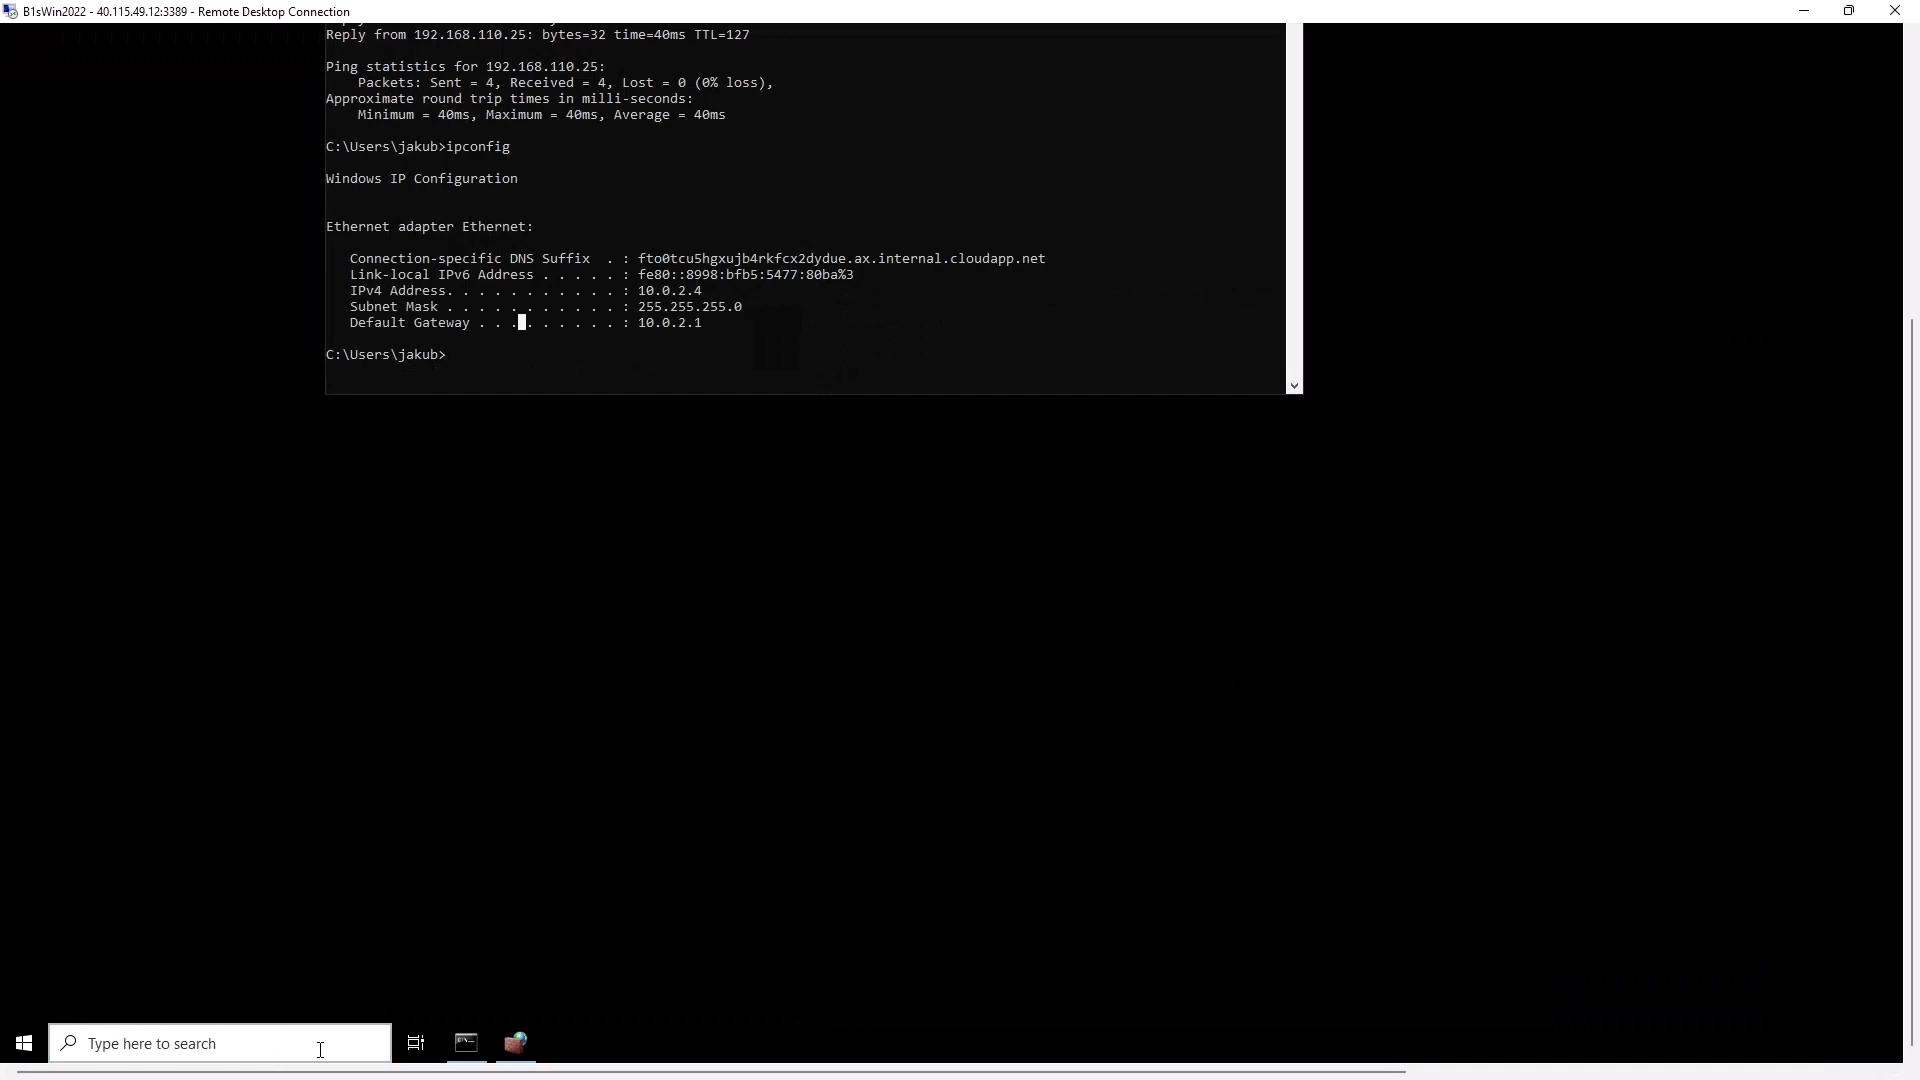 B1sWin2022 - 40.115.49.12:3389 - Remote Desktop Connection
Reply from 192.168.110.25: bytes=32 time=40ms TTL=127
Ping statistics for 192.168.110.25:
Packets: Sent = 4, Received = 4, Lost = 0 (0% loss),
Approximate round trip times in milli-seconds:
Minimum = 40ms, Maximum = 40ms, Average = 40ms
C:\Users\jakub>ipconfig
Windows IP Configuration
Ethernet adapter Ethernet:
Connection-specific DNS Suffix  . : fto0tcu5hgxujb4rkfcx2dydue.ax.internal.cloudapp.net
Link-local IPv6 Address . . . . . : fe80::8998:bfb5:5477:80ba%3
IPv4 Address. . . . . . . . . . . : 10.0.2.4
Subnet Mask . . . . . . . . . . . : 255.255.255.0
Default Gateway . . . . . . . . . : 10.0.2.1
C:\Users\jakub>
Type here to search